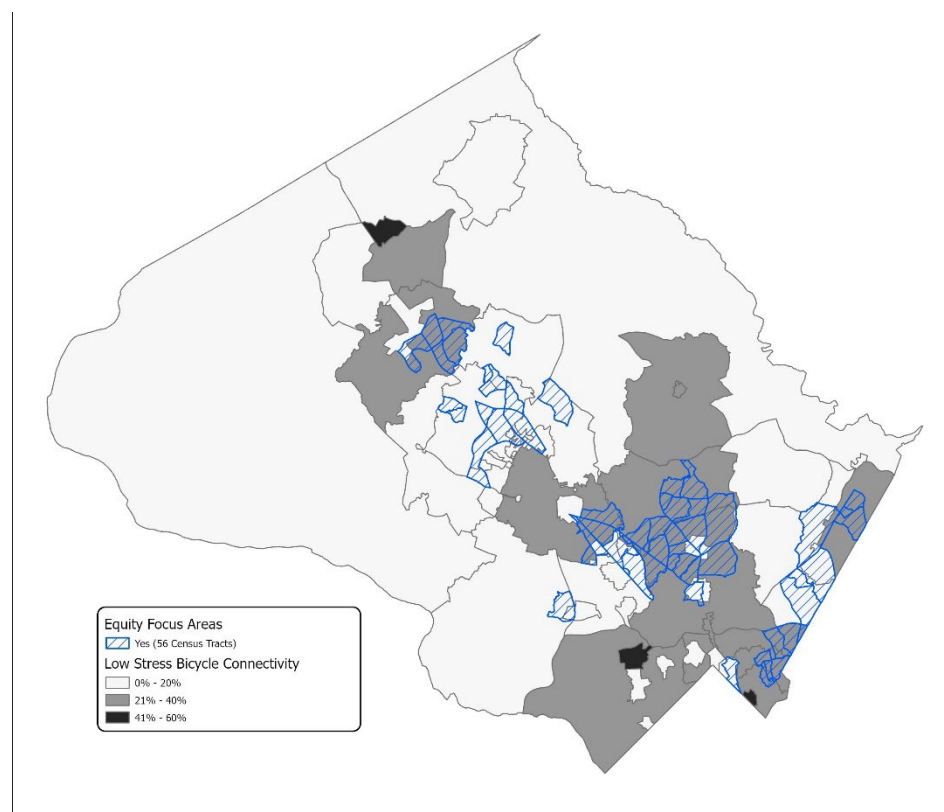 Equity Focus Areas
Yes (56 Census Tracts)
Low Stress Bicycle Connectivity
0% - 20%
21% - 40%
41% - 60%